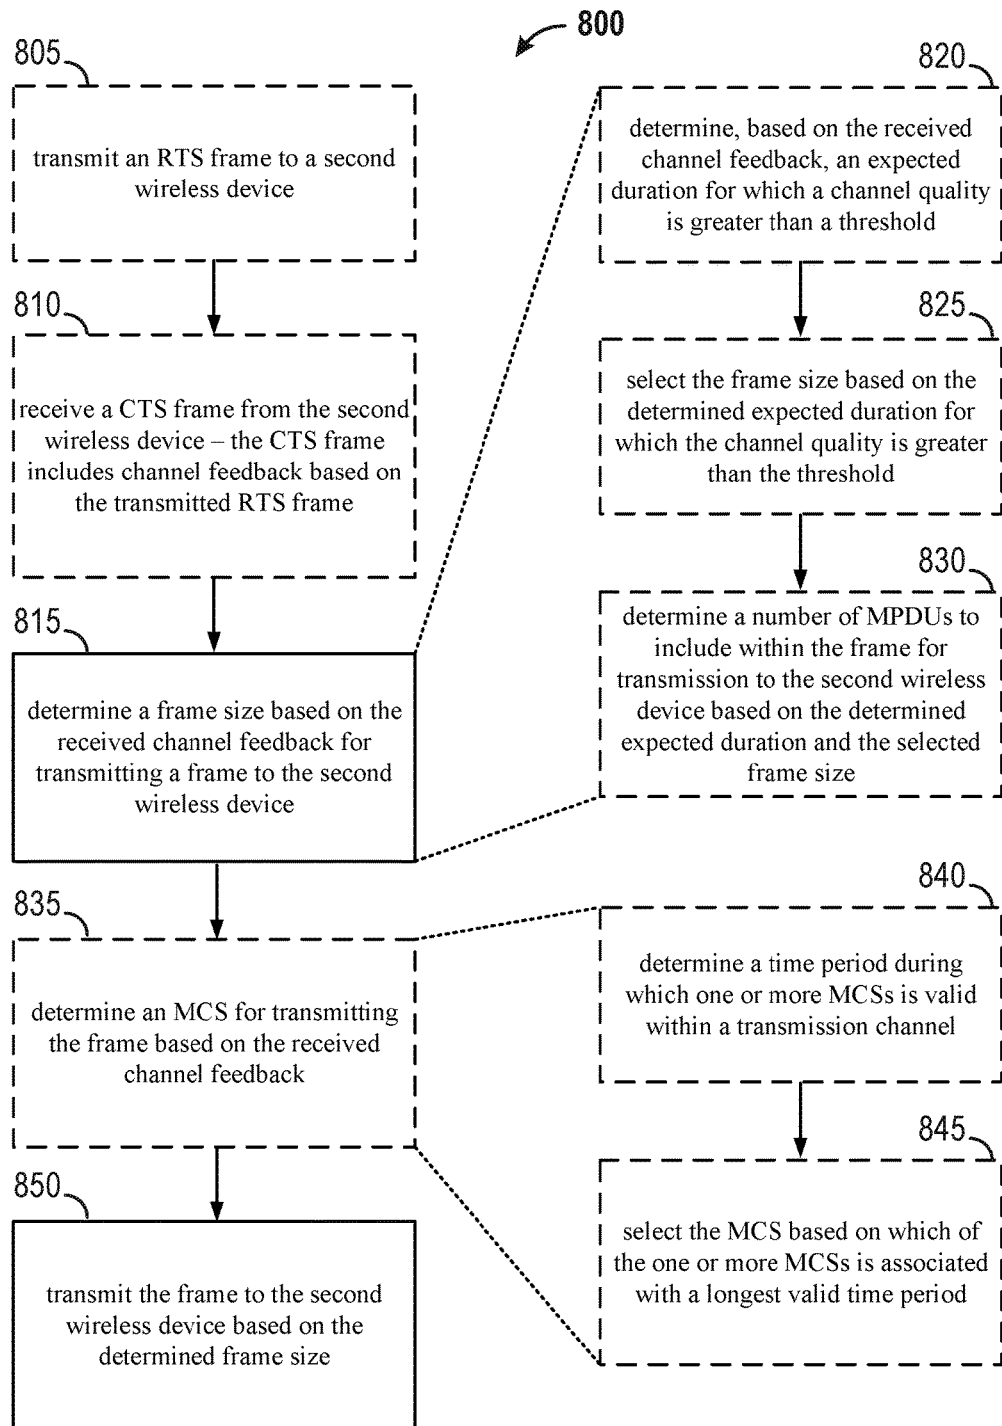 800
805
transmit an RTS frame to a second
wireless device
810
receive a CTS frame from the second
wireless device – the CTS frame
includes channel feedback based on
the transmitted RTS frame
815
determine a frame size based on the
received channel feedback for
transmitting a frame to the second
wireless device
820
determine, based on the received
channel feedback, an expected
duration for which a channel quality
is greater than a threshold
825
select the frame size based on the
determined expected duration for
which the channel quality is greater
than the threshold
830
determine a number of MPDUs to
include within the frame for
transmission to the second wireless
device based on the determined
expected duration and the selected
frame size
835
determine an MCS for transmitting
the frame based on the received
channel feedback
840
determine a time period during
which one or more MCSs is valid
within a transmission channel
845
select the MCS based on which of
the one or more MCSs is associated
with a longest valid time period
850
transmit the frame to the second
wireless device based on the
determined frame size